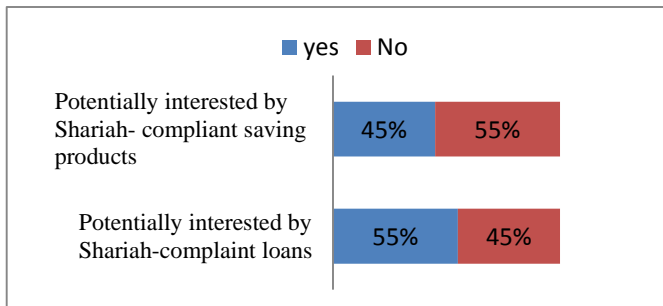 yes No
Potentially interested by
Shariah- compliant saving
products
45% 55%
Potentially interested by
Shariah-complaint loans
55% 45%